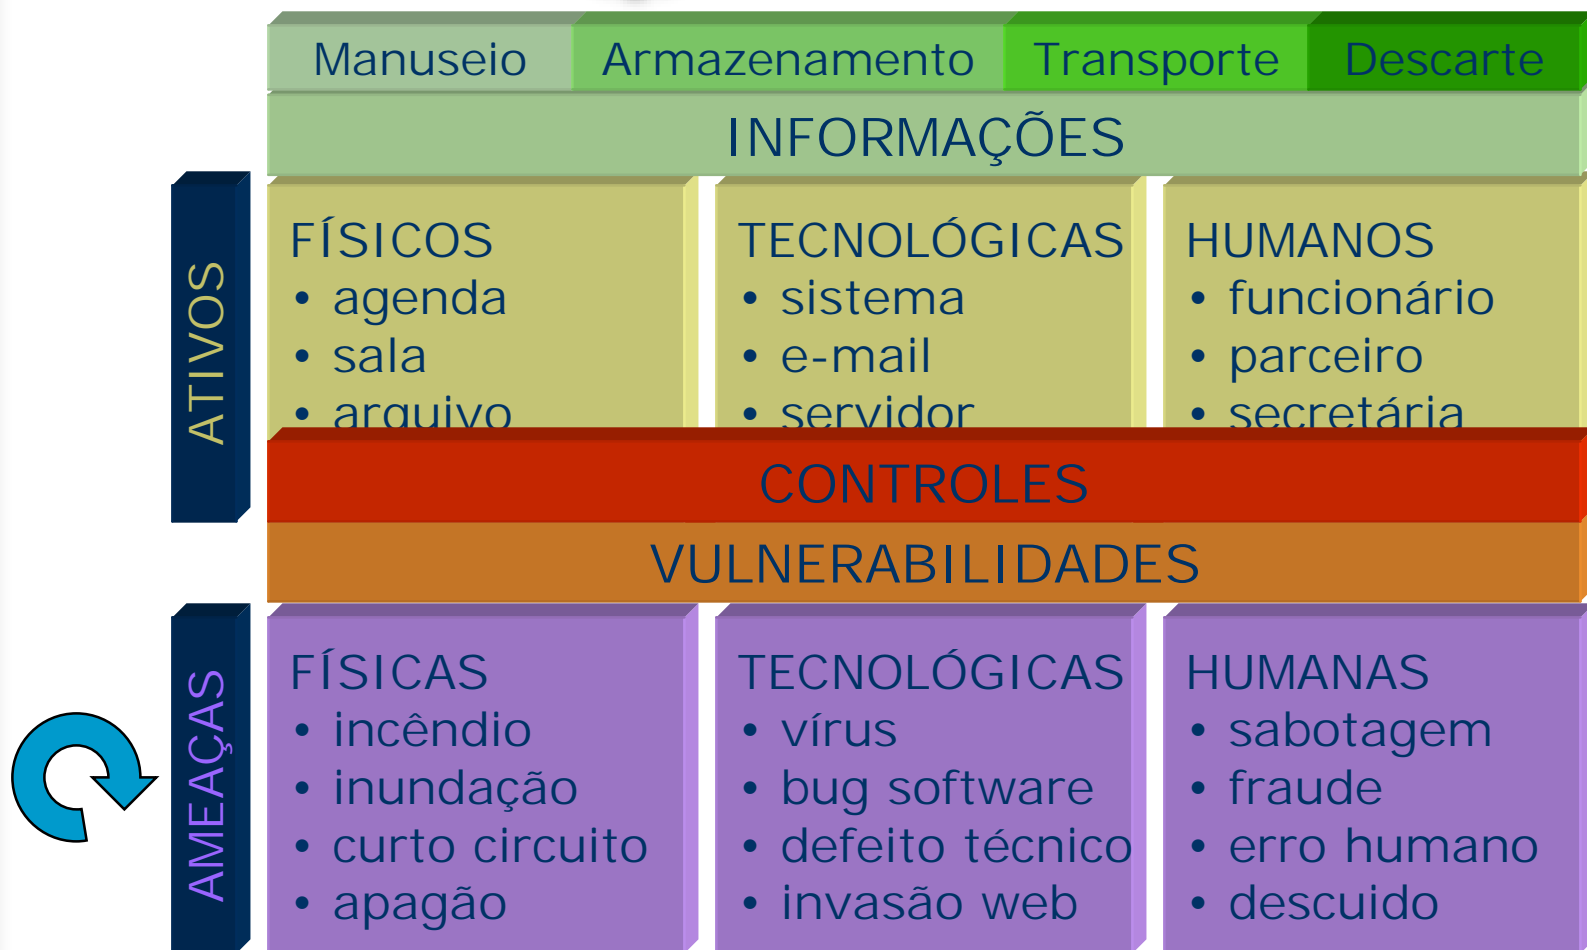 Manuseio Armazenamento Transporte Descarte
INFORMAÇÕES
ATIVOS
FÍSICOS
• agenda
• sala
• arquivo
TECNOLÓGICAS
• sistema
• e-mail
• servidor
HUMANOS
• funcionário
• parceiro
• secretária
CONTROLES
VULNERABILIDADES
AMEAÇAS
FÍSICAS
• incêndio
• inundação
• curto circuito
• apagão
TECNOLÓGICAS
• vírus
• bug software
• defeito técnico
• invasão web
HUMANAS
• sabotagem
• fraude
• erro humano
• descuido